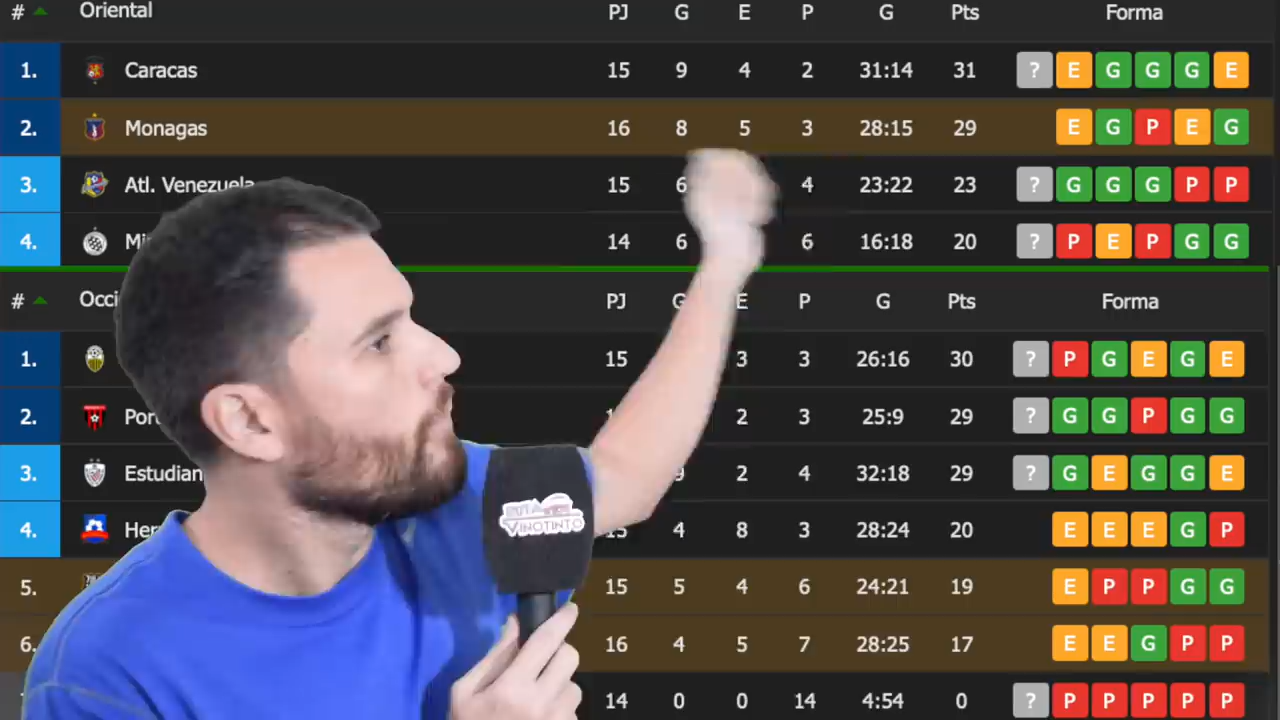 # Oriental PJ G E P G Pts Forma
1. Caracas 15 9 4 2 31:14 31 ? E G G G E
2. Monagas 16 8 5 3 28:15 29 E G P E G
3. Atl. Venezuela 15 6 4 23:22 23 ? G G G P P
4. 14 6 6 16:18 20 ? P E P G G
# Occi PJ G E P G Pts Forma
1. 15 3 3 26:16 30 ? P G E G E
2. Port 2 3 25:9 29 ? G G P G G
3. Estudian 9 2 4 32:18 29 ? G E G G E
4. Her 15 4 8 3 28:24 20 E E E G P
5. 15 5 4 6 24:21 19 E P P G G
6. 16 4 5 7 28:25 17 E E G P P
14 0 0 14 4:54 0 ? P P P P P
RUTA
VINOTINTO